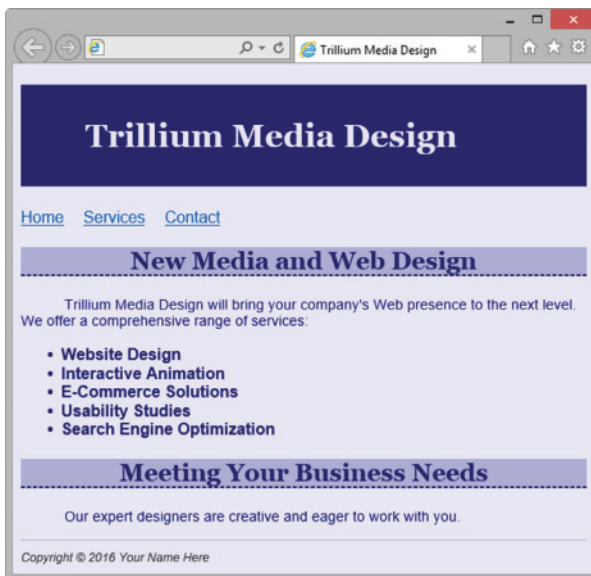 Trillium Media Design
Trillium Media Design
Home Services Contact
New Media and Web Design
Trillium Media Design will bring your company's Web presence to the next level.
We offer a comprehensive range of services:
• Website Design
• Interactive Animation
• E-Commerce Solutions
• Usability Studies
• Search Engine Optimization
Meeting Your Business Needs
Our expert designers are creative and eager to work with you.
Copyright © 2016 Your Name Here